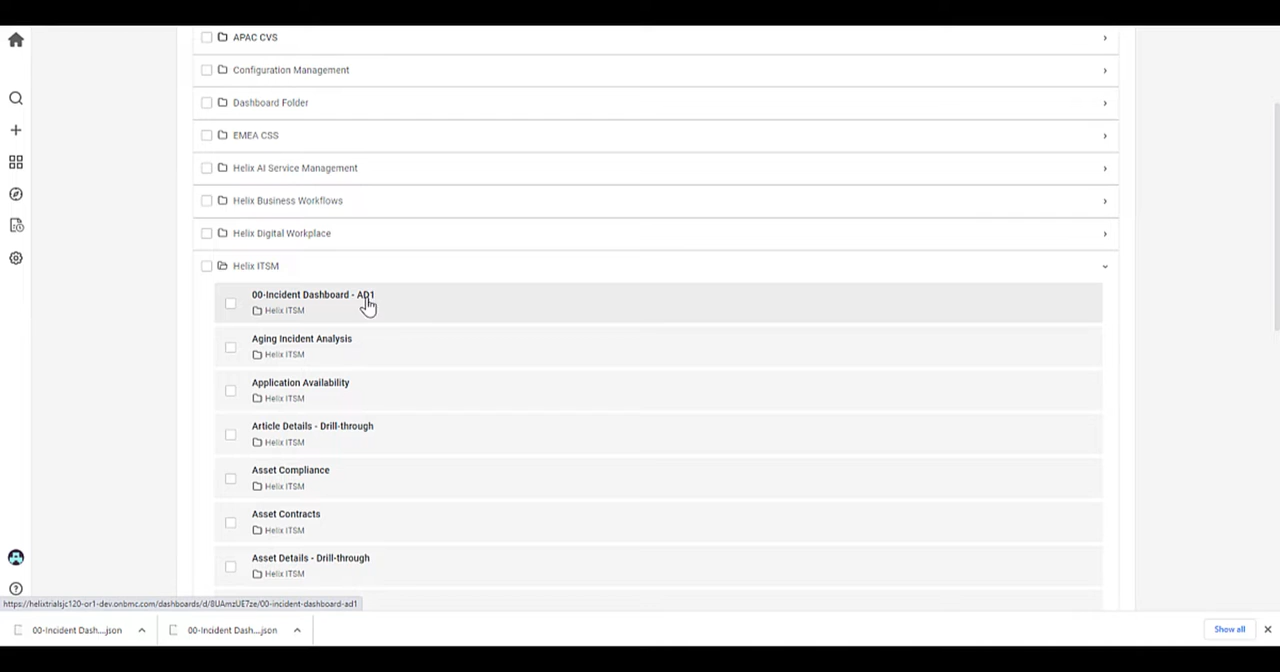 APAC CVS
Configuration Management
Dashboard Folder
EMEA CSS
Helix AI Service Management
Helix Business Workflows
Helix Digital Workplace
Helix ITSM
00-Incident Dashboard - AD1
Helix ITSM
Aging Incident Analysis
Helix ITSM
Application Availability
Helix ITSM
Article Details - Drill-through
Helix ITSM
Asset Compliance
Helix ITSM
Asset Contracts
Helix ITSM
Asset Details - Drill-through
Helix ITSM
https://helixtrialsjc120-or1-dev.onbmc.com/dashboards/d/8UAmzUE7ze/00-incident-dashboard-ad1
00-Incident Dash....json
00-Incident Dash....json
Show all